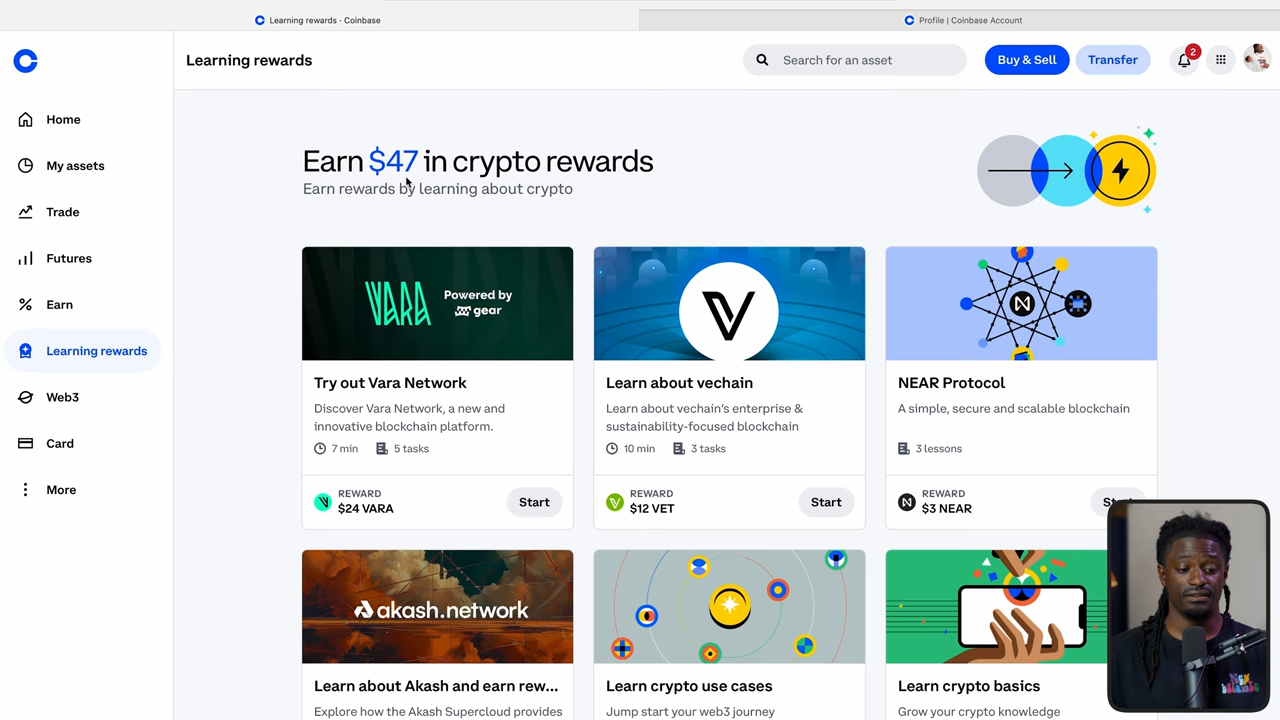 Learning rewards - Coinbase
Profile | Coinbase Account
Learning rewards
Search for an asset
Buy & Sell
Transfer
2
Home
My assets
Trade
Futures
Earn
Learning rewards
Web3
Card
More
Earn $47 in crypto rewards
Earn rewards by learning about crypto
VARA
Powered by
gear
Try out Vara Network
Discover Vara Network, a new and
innovative blockchain platform.
7 min
5 tasks
REWARD
$24 VARA
Start
Learn about vechain
Learn about vechain's enterprise &
sustainability-focused blockchain
10 min
3 tasks
REWARD
$12 VET
Start
NEAR Protocol
A simple, secure and scalable blockchain
3 lessons
REWARD
$3 NEAR
akash.network
Learn about Akash and earn rew...
Explore how the Akash Supercloud provides
Learn crypto use cases
Jump start your web3 journey
Learn crypto basics
Grow your crypto knowledge